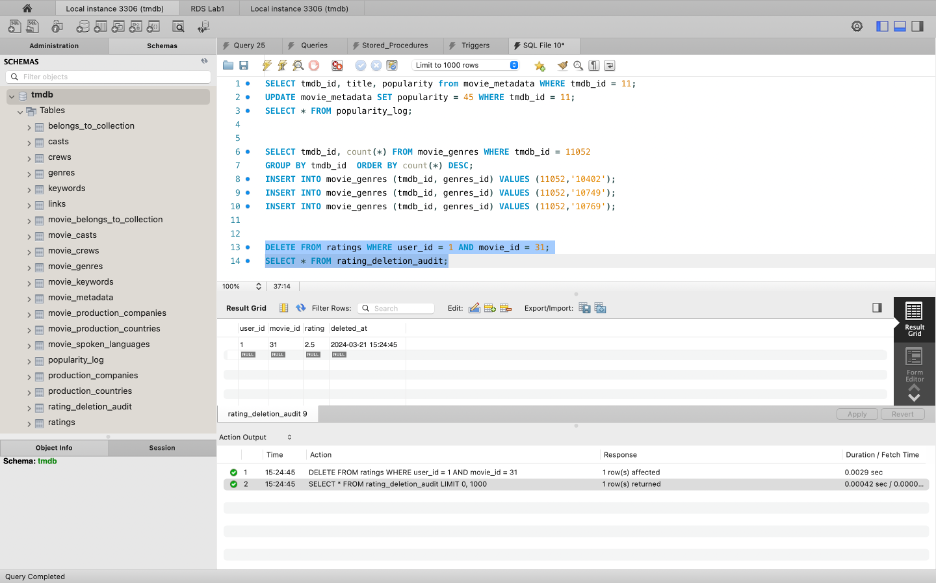 Local instance 3306 (tmdb)
RDS Lab1
Local instance 3306 (tmdb)
Administration
Schemas
Query 25
Queries
Stored_Procedures
Triggers
SQL File 10*
SCHEMAS
Filter objects
Limit to 1000 rows
tmdb
Tables
belongs_to_collection
casts
crews
genres
keywords
links
movie_belongs_to_collection
movie_casts
movie_crews
movie_genres
movie_keywords
movie_metadata
movie_production_companies
movie_production_countries
movie_spoken_languages
popularity_log
production_companies
production_countries
rating_deletion_audit
ratings
Object Info
Session
Schema: tmdb
1 SELECT tmdb_id, title, popularity from movie_metadata WHERE tmdb_id = 11;
2 UPDATE movie_metadata SET popularity = 45 WHERE tmdb_id = 11;
3 SELECT * FROM popularity_log;
4
5
6 SELECT tmdb_id, count(*) FROM movie_genres WHERE tmdb_id = 11052
7 GROUP BY tmdb_id  ORDER BY count(*) DESC;
8 INSERT INTO movie_genres (tmdb_id, genres_id) VALUES (11052,'10402');
9 INSERT INTO movie_genres (tmdb_id, genres_id) VALUES (11052,'10749');
10 INSERT INTO movie_genres (tmdb_id, genres_id) VALUES (11052,'10769');
11
12
13 DELETE FROM ratings WHERE user_id = 1 AND movie_id = 31;
14 SELECT * FROM rating_deletion_audit;
100% 37:14
Result Grid Filter Rows: Search Edit: Export/Import:
user_id movie_id rating deleted_at
1 31 2.5 2024-03-21 15:24:45
NULL NULL NULL NULL
Result Grid
Form Editor
rating_deletion_audit 9
Apply Revert
Action Output
Time Action Response Duration / Fetch Time
1 15:24:45 DELETE FROM ratings WHERE user_id = 1 AND movie_id = 31 1 row(s) affected 0.0029 sec
2 15:24:45 SELECT * FROM rating_deletion_audit LIMIT 0, 1000 1 row(s) returned 0.00042 sec / 0.0000...
Query Completed